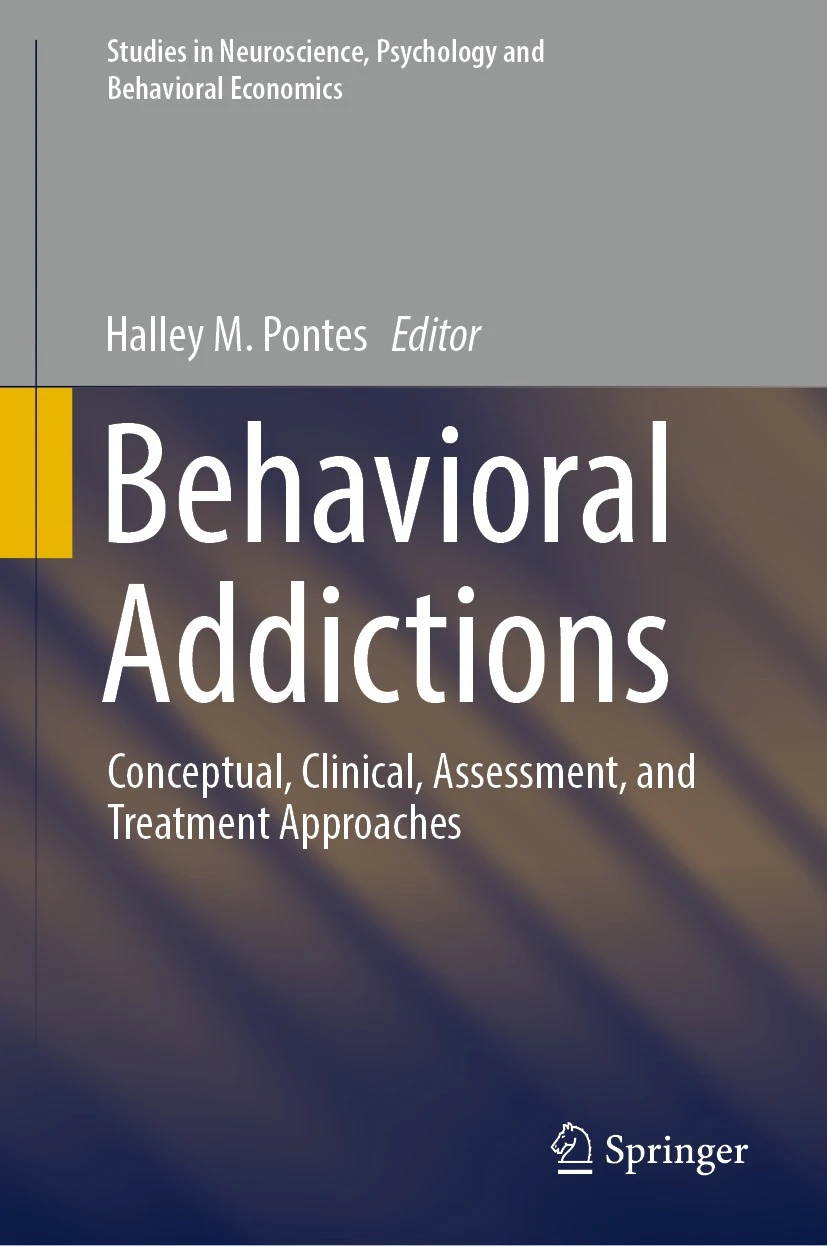 Studies in Neuroscience, Psychology and
Behavioral Economics
Halley M. Pontes Editor
Behavioral
Addictions
Conceptual, Clinical, Assessment, and
Treatment Approaches
Springer